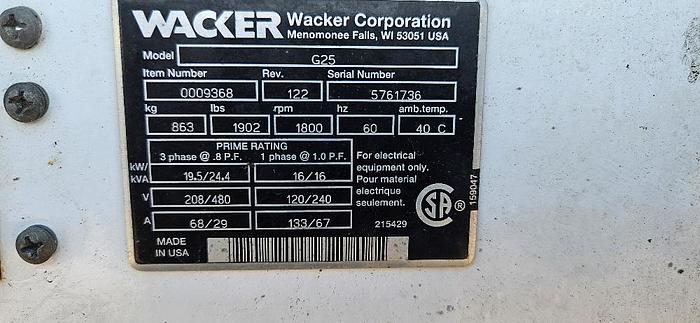 WACKER Wacker Corporation
Menomonee Falls, WI 53051 USA
Model G25
Item Number Rev. Serial Number
0009368 122 5761736
kg lbs rpm hz amb.temp.
863 1902 1800 60 40 C
PRIME RATING
3 phase @ .8 P.F. 1 phase @ 1.0 P.F.
kW/
kVA 19.5/24.4 16/16
V 208/480 120/240
A 68/29 133/67
For electrical
equipment only.
Pour material
electrique
seulement.
215429
SA ®
159047
MADE
IN USA